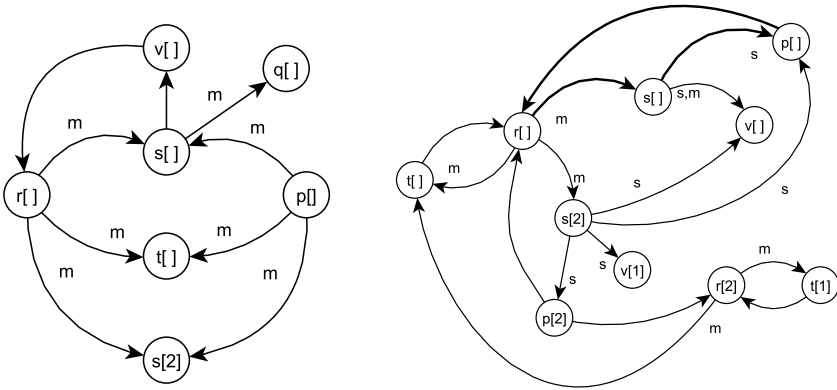 v[ ]
q[ ]
m
m
m
s[ ]
r[ ]
p[]
m
m
t[ ]
m
m
s[2]
p[ ]
s
s[ ]
s,m
m
r[ ]
v[ ]
t[ ]
m
m
s
s
s[2]
s
v[1]
s
m
r[2]
t[1]
p[2]
m